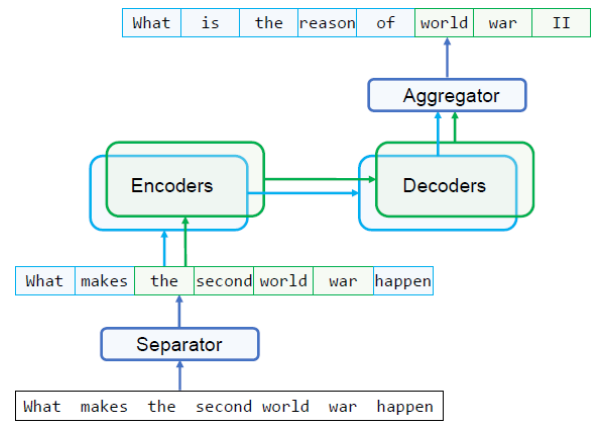 What is the reason of world war II
Aggregator
Encoders Decoders
What makes the second world war happen
Separator
What makes the second world war happen